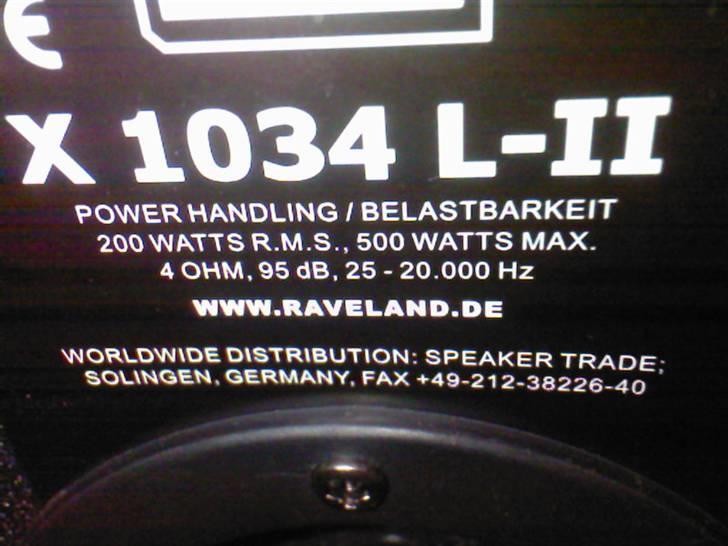 CE
X 1034 L-II
POWER HANDLING / BELASTBARKEIT
200 WATTS R.M.S., 500 WATTS MAX.
4 OHM, 95 dB, 25 - 20.000 Hz
WWW.RAVELAND.DE
WORLDWIDE DISTRIBUTION: SPEAKER TRADE;
SOLINGEN, GERMANY, FAX +49-212-38226-40